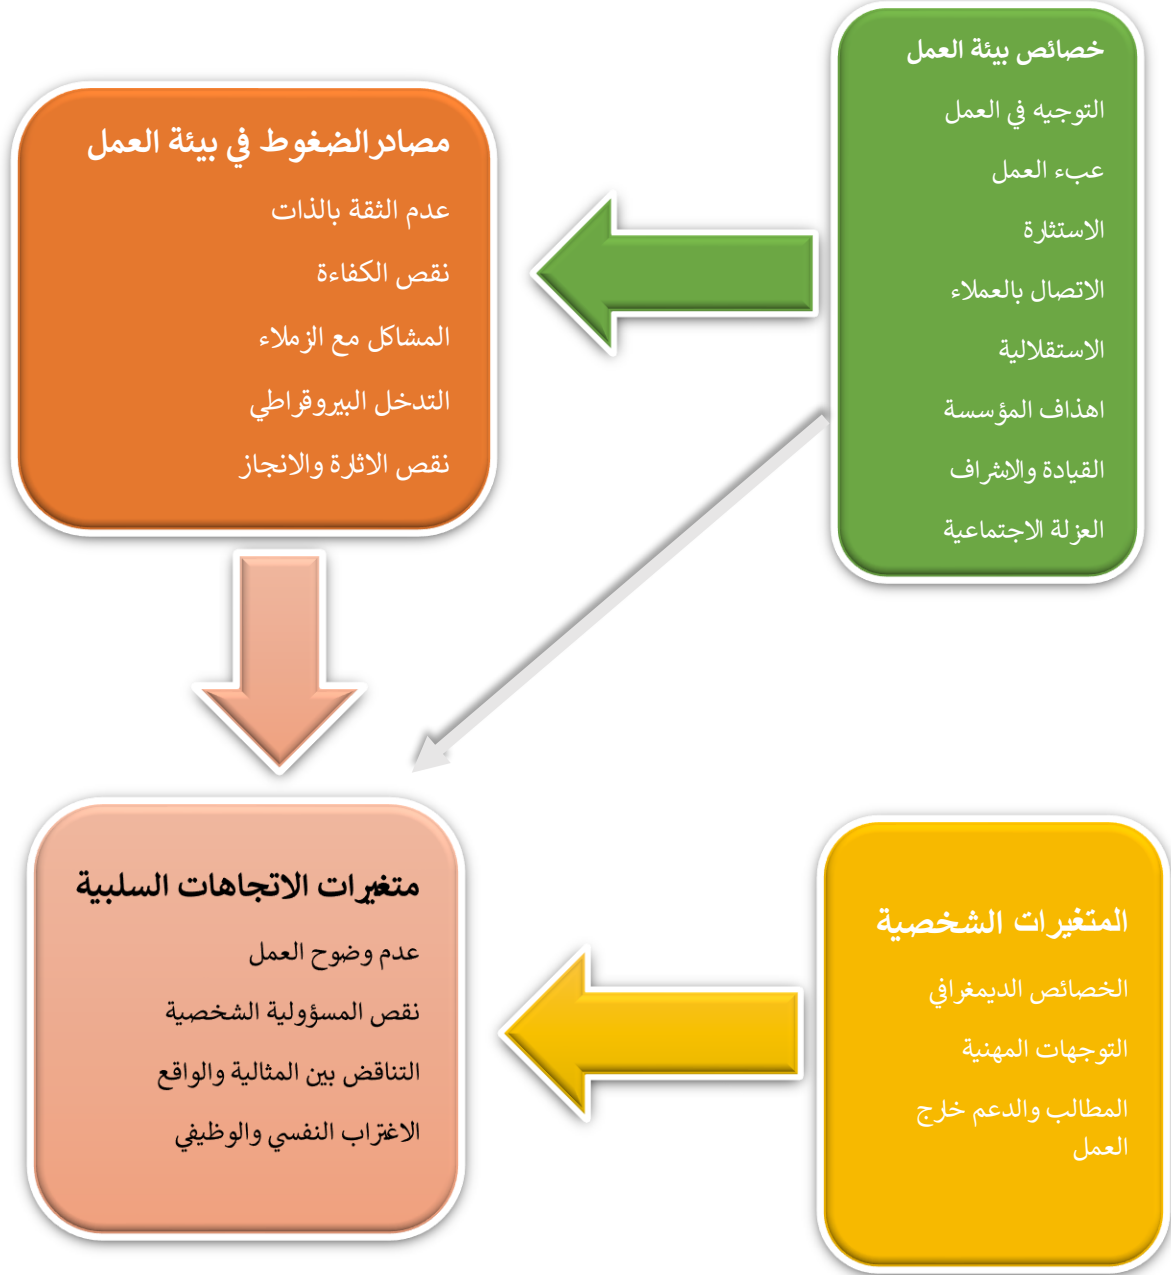 خصائص بيئة العمل
التوجيه في العمل
عبء العمل
الاستثارة
الاتصال بالعملاء
الاستقلالية
اهذاف المؤسسة
القيادة والاشراف
العزلة الاجتماعية
مصادر الضغوط في بيئة العمل
عدم الثقة بالذات
نقص الكفاءة
المشاكل مع الزملاء
التدخل البيروقراطي
نقص الاثارة والانجاز
المتغيرات الشخصية
الخصائص الديمغرافي
التوجهات المهنية
المطالب والدعم خارج
العمل
متغيرات الاتجاهات السلبية
عدم وضوح العمل
نقص المسؤولية الشخصية
التناقض بين المثالية والواقع
الاغتراب النفسي والوظيفي